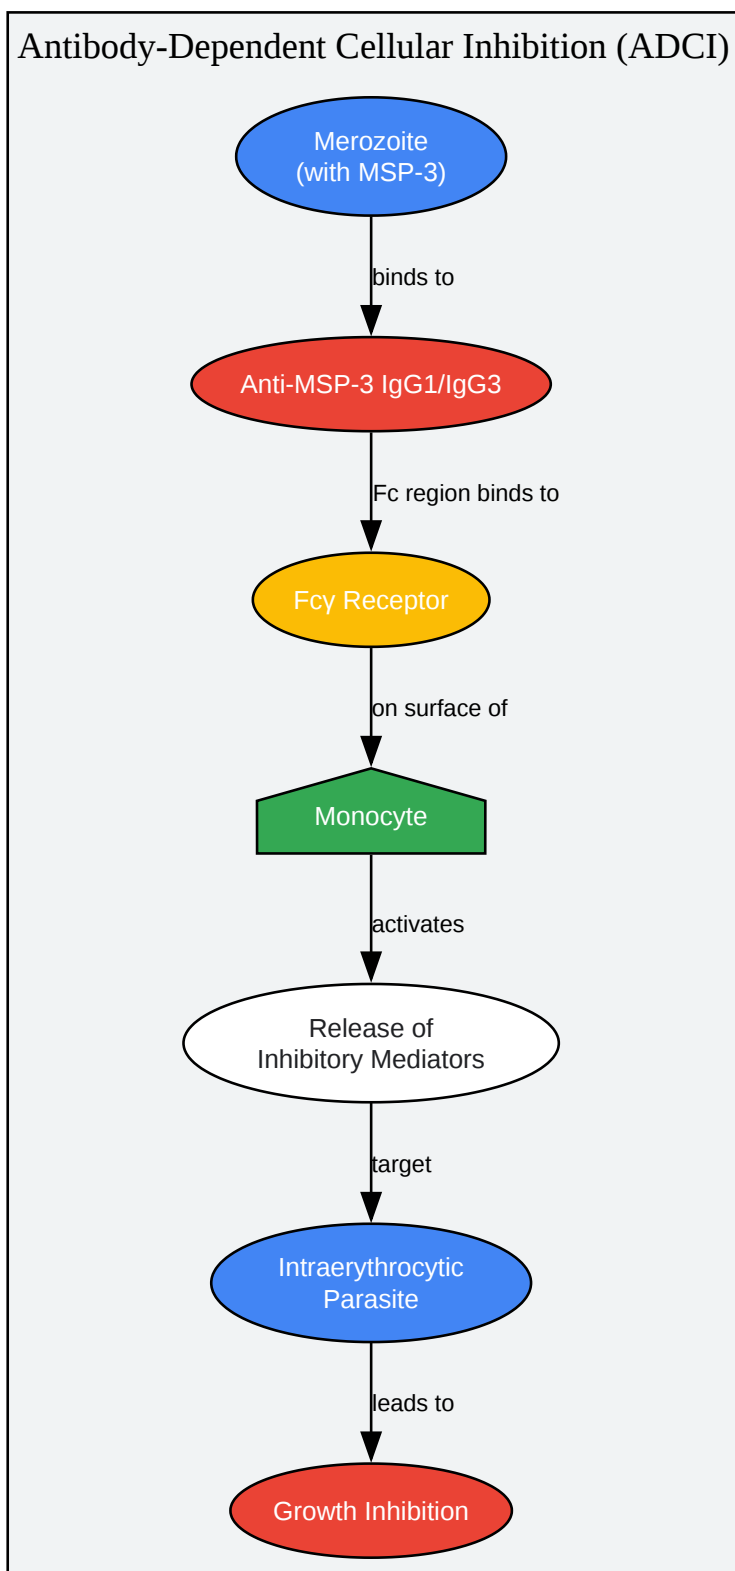 Antibody-Dependent Cellular Inhibition (ADCI)
Merozoite
(with MSP-3)
binds to
Anti-MSP-3 IgG1/IgG3
Fc region binds to
Fcγ Receptor
on surface of
Monocyte
activates
Release of
Inhibitory Mediators
target
Intraerythrocytic
Parasite
leads to
Growth Inhibition